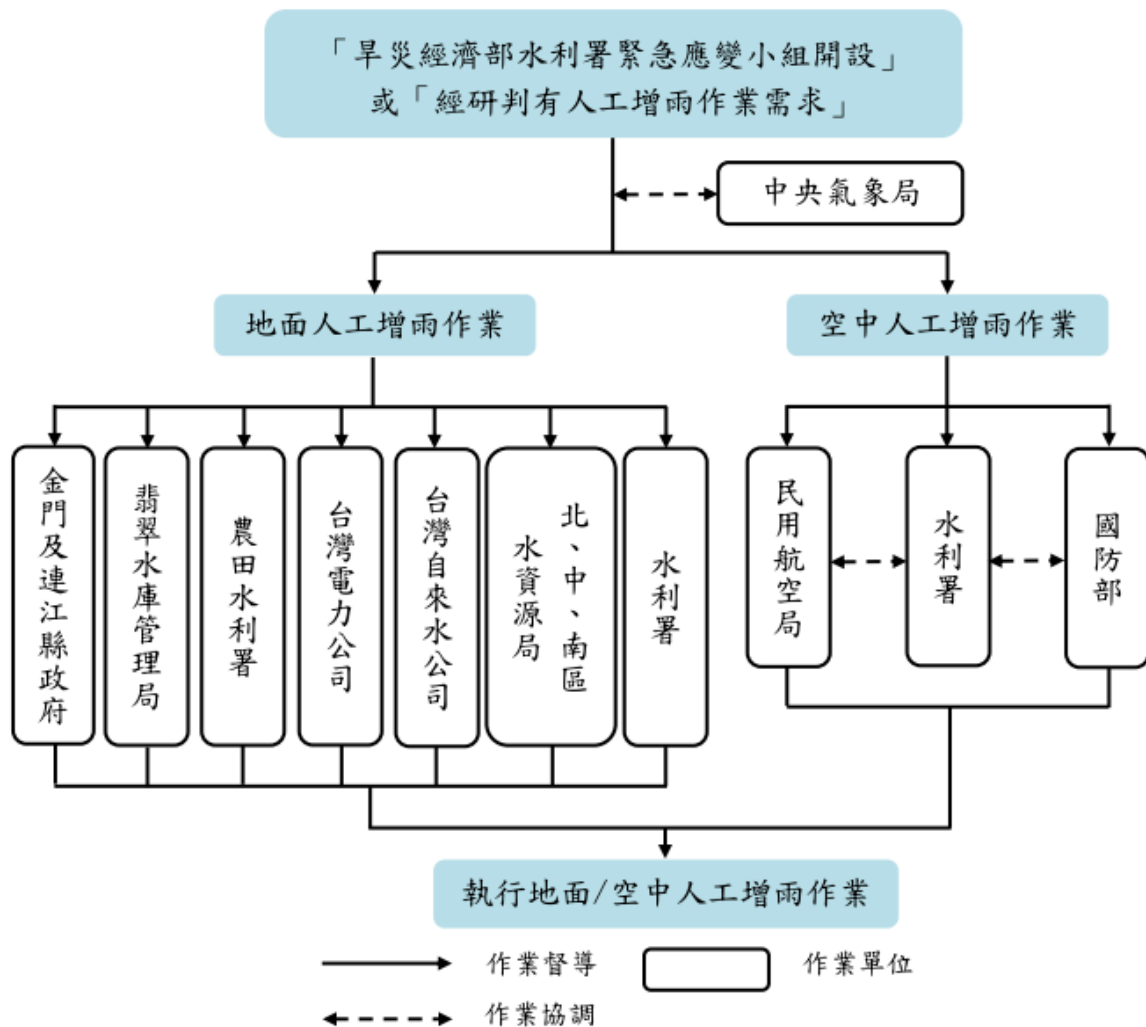 「旱災經濟部水利署緊急應變小組開設」
或「經研判有人工增雨作業需求」
中央氣象局
地面人工增雨作業
空中人工增雨作業
金門及連江縣政府
翡翠水庫管理局
農田水利署
台灣電力公司
台灣自來水公司
北、中、南區
水資源局
水利署
民用航空局
水利署
國防部
執行地面/空中人工增雨作業
作業督導
作業單位
作業協調